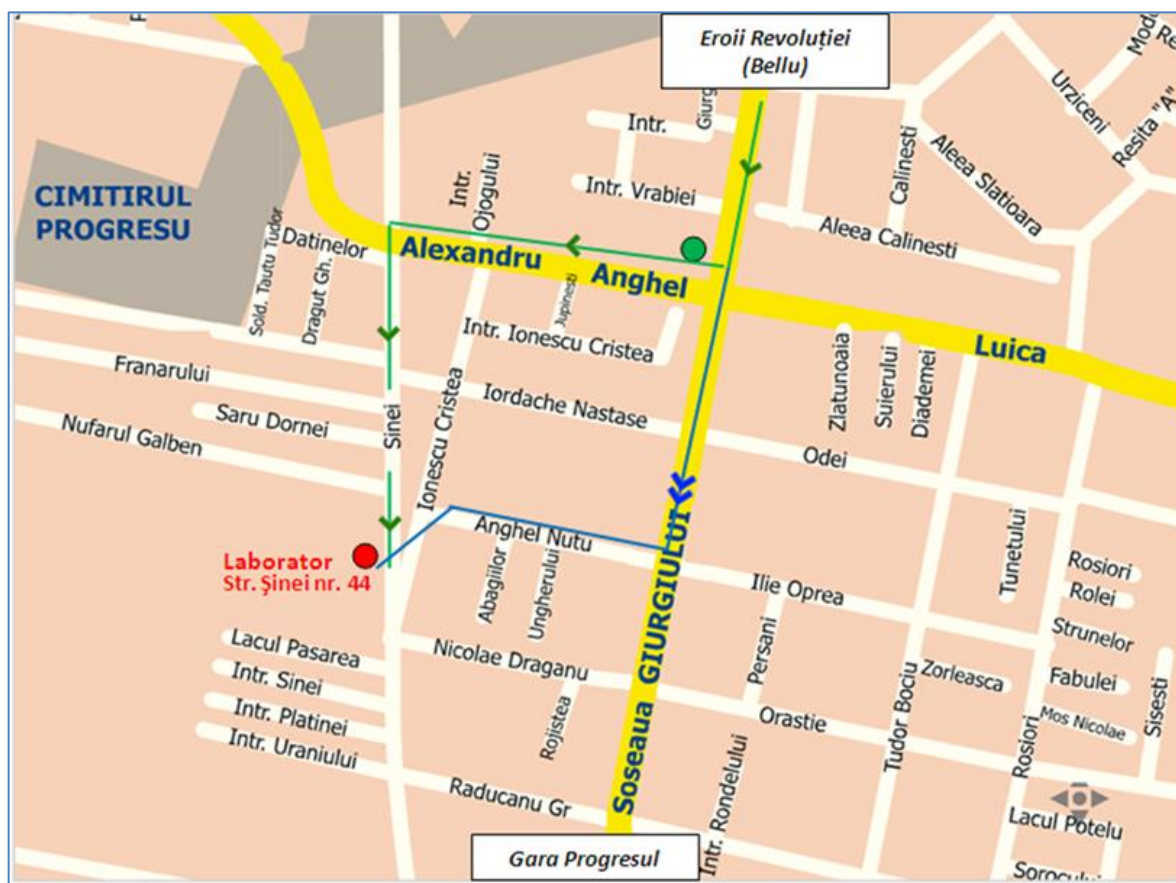 Eroii Revoluției
(Bellu)
Giurg
Intr.
Intr. Vrabiei
Intr.
Ojogului
Calinesti
Aleea Calinesti
Aleea Slatioara
Urziceni
Resita "A"
Mod
Re
CIMITIRUL
PROGRESU
Sold. Tautu Tudor
Datinelor
Dragut Gh.
Alexandru
Anghel
Luica
Jupinesti
Intr. Ionescu Cristea
Zlatunoaia
Suierului
Diademei
Franarului
Saru Dornei
Nufarul Galben
Sinei
Ionescu Cristea
Iordache Nastase
Odei
Laborator
Str. Şinei nr. 44
Anghel Nutu
Abagiilor
Ungherului
Soseaua GIURGIULUI
Ilie Oprea
Persani
Tunetului
Rosiori
Rolei
Strunelor
Fabulei
Mos Nicolae
Sisesti
Zorleasca
Tudor Bociu
Rosiori
Lacul Pasarea
Intr. Sinei
Intr. Platinei
Intr. Uraniului
Nicolae Draganu
Rojistea
Orastie
Raducanu Gr
Intr. Rondelului
Lacul Potelu
Sorocului
Gara Progresul